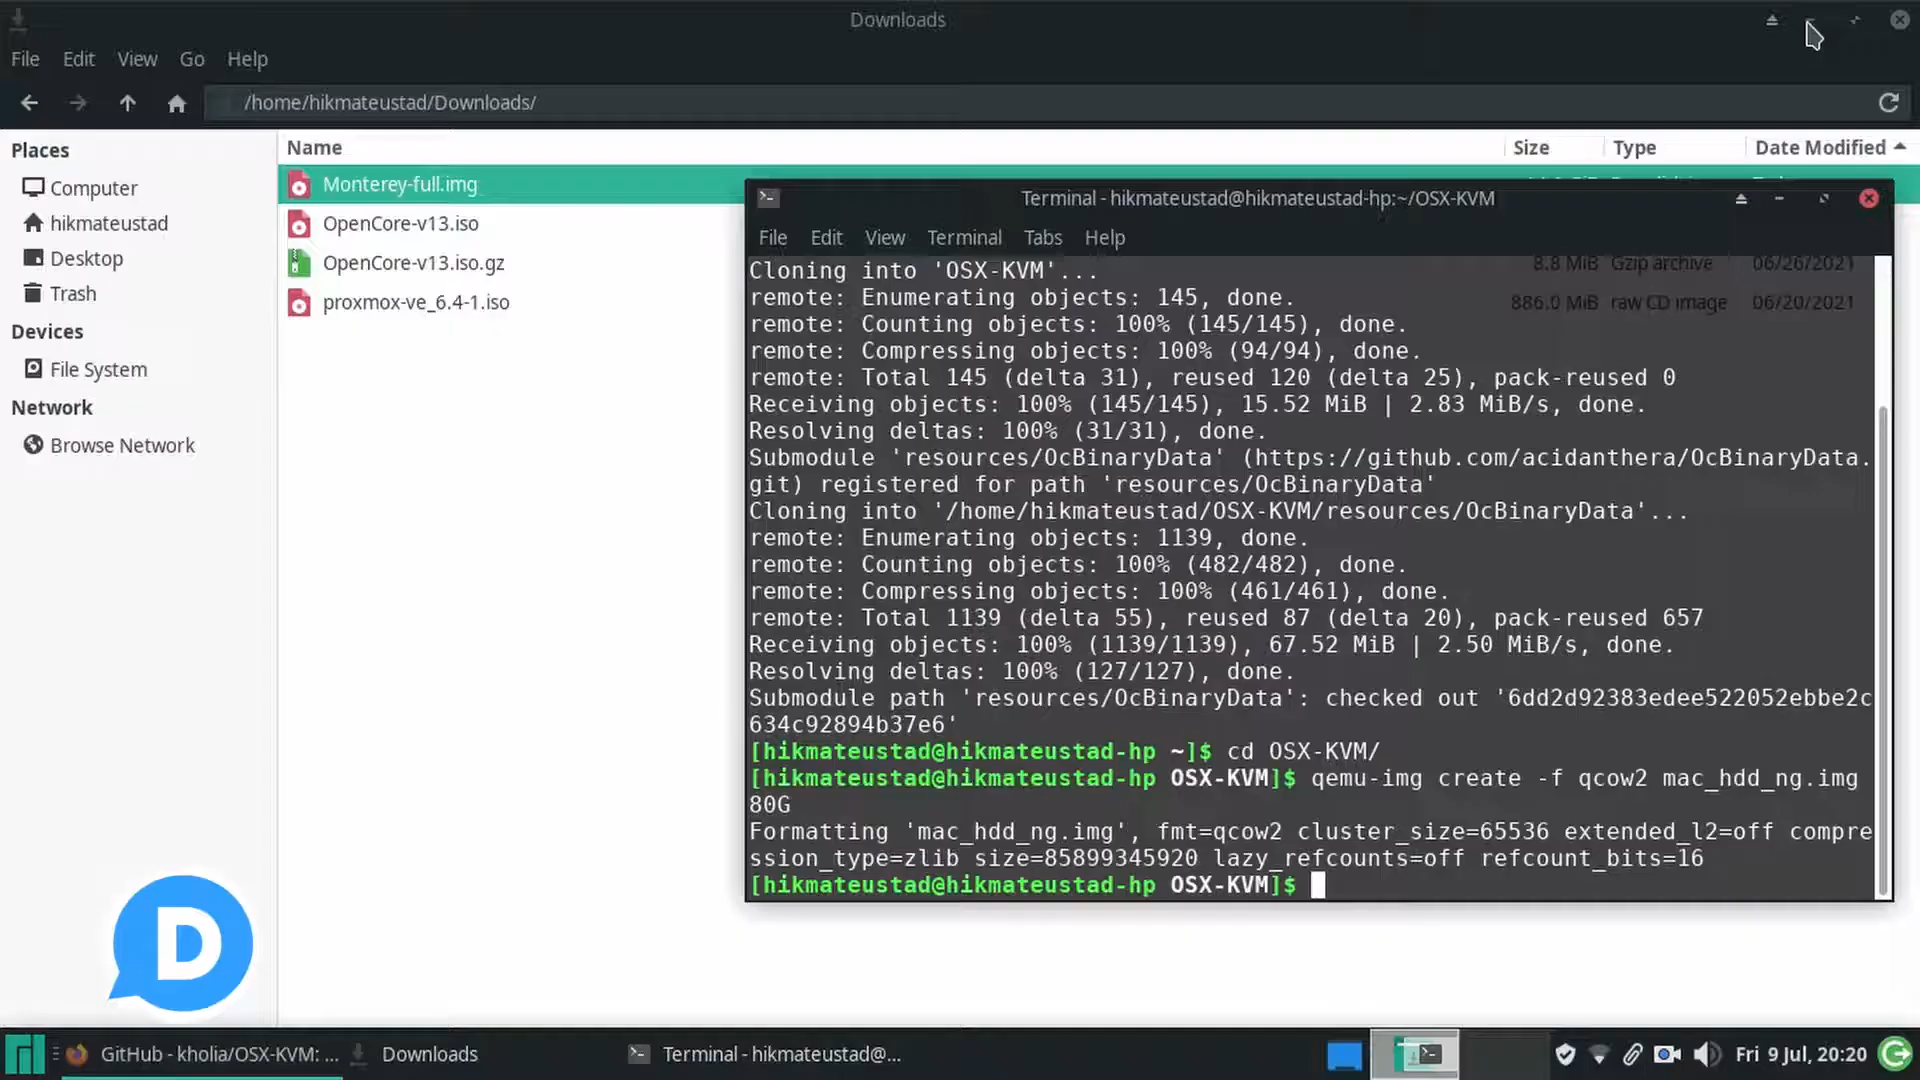 Downloads
File Edit View Go Help
/home/hikmateustad/Downloads/
Places
Computer
hikmateustad
Desktop
Trash
Devices
File System
Network
Browse Network
Name Size Type Date Modified
Monterey-full.img
OpenCore-v13.iso
OpenCore-v13.iso.gz 8.8 MiB Gzip archive 06/26/2021
proxmox-ve_6.4-1.iso 886.0 MiB raw CD image 06/20/2021
Terminal - hikmateustad@hikmateustad-hp:~/OSX-KVM
File Edit View Terminal Tabs Help
Cloning into 'OSX-KVM'...
remote: Enumerating objects: 145, done.
remote: Counting objects: 100% (145/145), done.
remote: Compressing objects: 100% (94/94), done.
remote: Total 145 (delta 31), reused 120 (delta 25), pack-reused 0
Receiving objects: 100% (145/145), 15.52 MiB | 2.83 MiB/s, done.
Resolving deltas: 100% (31/31), done.
Submodule 'resources/OcBinaryData' (https://github.com/acidanthera/OcBinaryData.
git) registered for path 'resources/OcBinaryData'
Cloning into '/home/hikmateustad/OSX-KVM/resources/OcBinaryData'...
remote: Enumerating objects: 1139, done.
remote: Counting objects: 100% (482/482), done.
remote: Compressing objects: 100% (461/461), done.
remote: Total 1139 (delta 55), reused 87 (delta 20), pack-reused 657
Receiving objects: 100% (1139/1139), 67.52 MiB | 2.50 MiB/s, done.
Resolving deltas: 100% (127/127), done.
Submodule path 'resources/OcBinaryData': checked out '6dd2d92383edee522052ebbe2c
634c92894b37e6'
[hikmateustad@hikmateustad-hp ~]$ cd OSX-KVM/
[hikmateustad@hikmateustad-hp OSX-KVM]$ qemu-img create -f qcow2 mac_hdd_ng.img
80G
Formatting 'mac_hdd_ng.img', fmt=qcow2 cluster_size=65536 extended_l2=off compre
ssion_type=zlib size=85899345920 lazy_refcounts=off refcount_bits=16
[hikmateustad@hikmateustad-hp OSX-KVM]$
D
GitHub - kholia/OSX-KVM: ... Downloads Terminal - hikmateustad@... Fri 9 Jul, 20:20